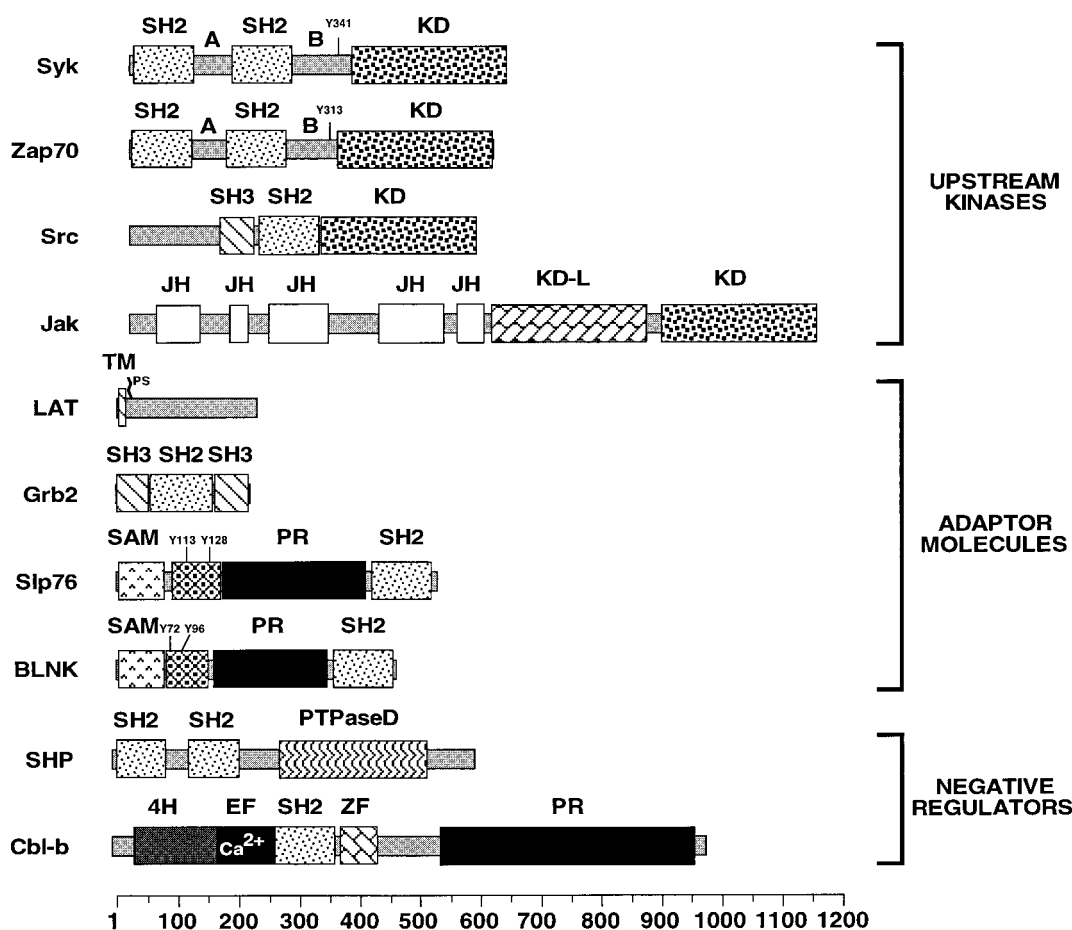 SH2 A SH2 B Y341 KD
Syk
SH2 A SH2 B Y313 KD
Zap70
SH3 SH2 KD
Src
JH JH JH JH JH KD-L KD
Jak
UPSTREAM
KINASES
TM
PS
LAT
SH3 SH2 SH3
Grb2
SAM Y113 Y128 PR SH2
Slp76
SAM Y72 Y96 PR SH2
BLNK
ADAPTOR
MOLECULES
SH2 SH2 PTPaseD
SHP
4H EF SH2 ZF PR
Cbl-b Ca2+
NEGATIVE
REGULATORS
1 100 200 300 400 500 600 700 800 900 1000 1100 1200